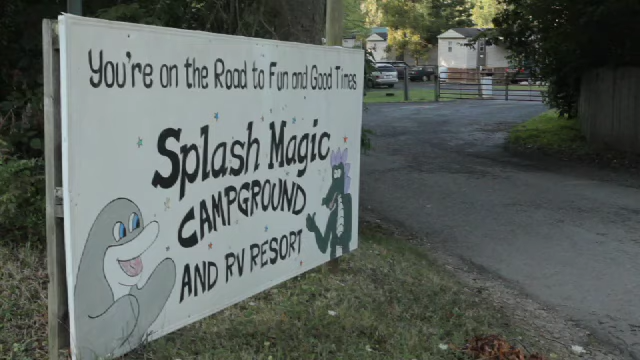 You're on the Road to Fun and Good Times
Splash Magic
CAMPGROUND
AND RV RESORT